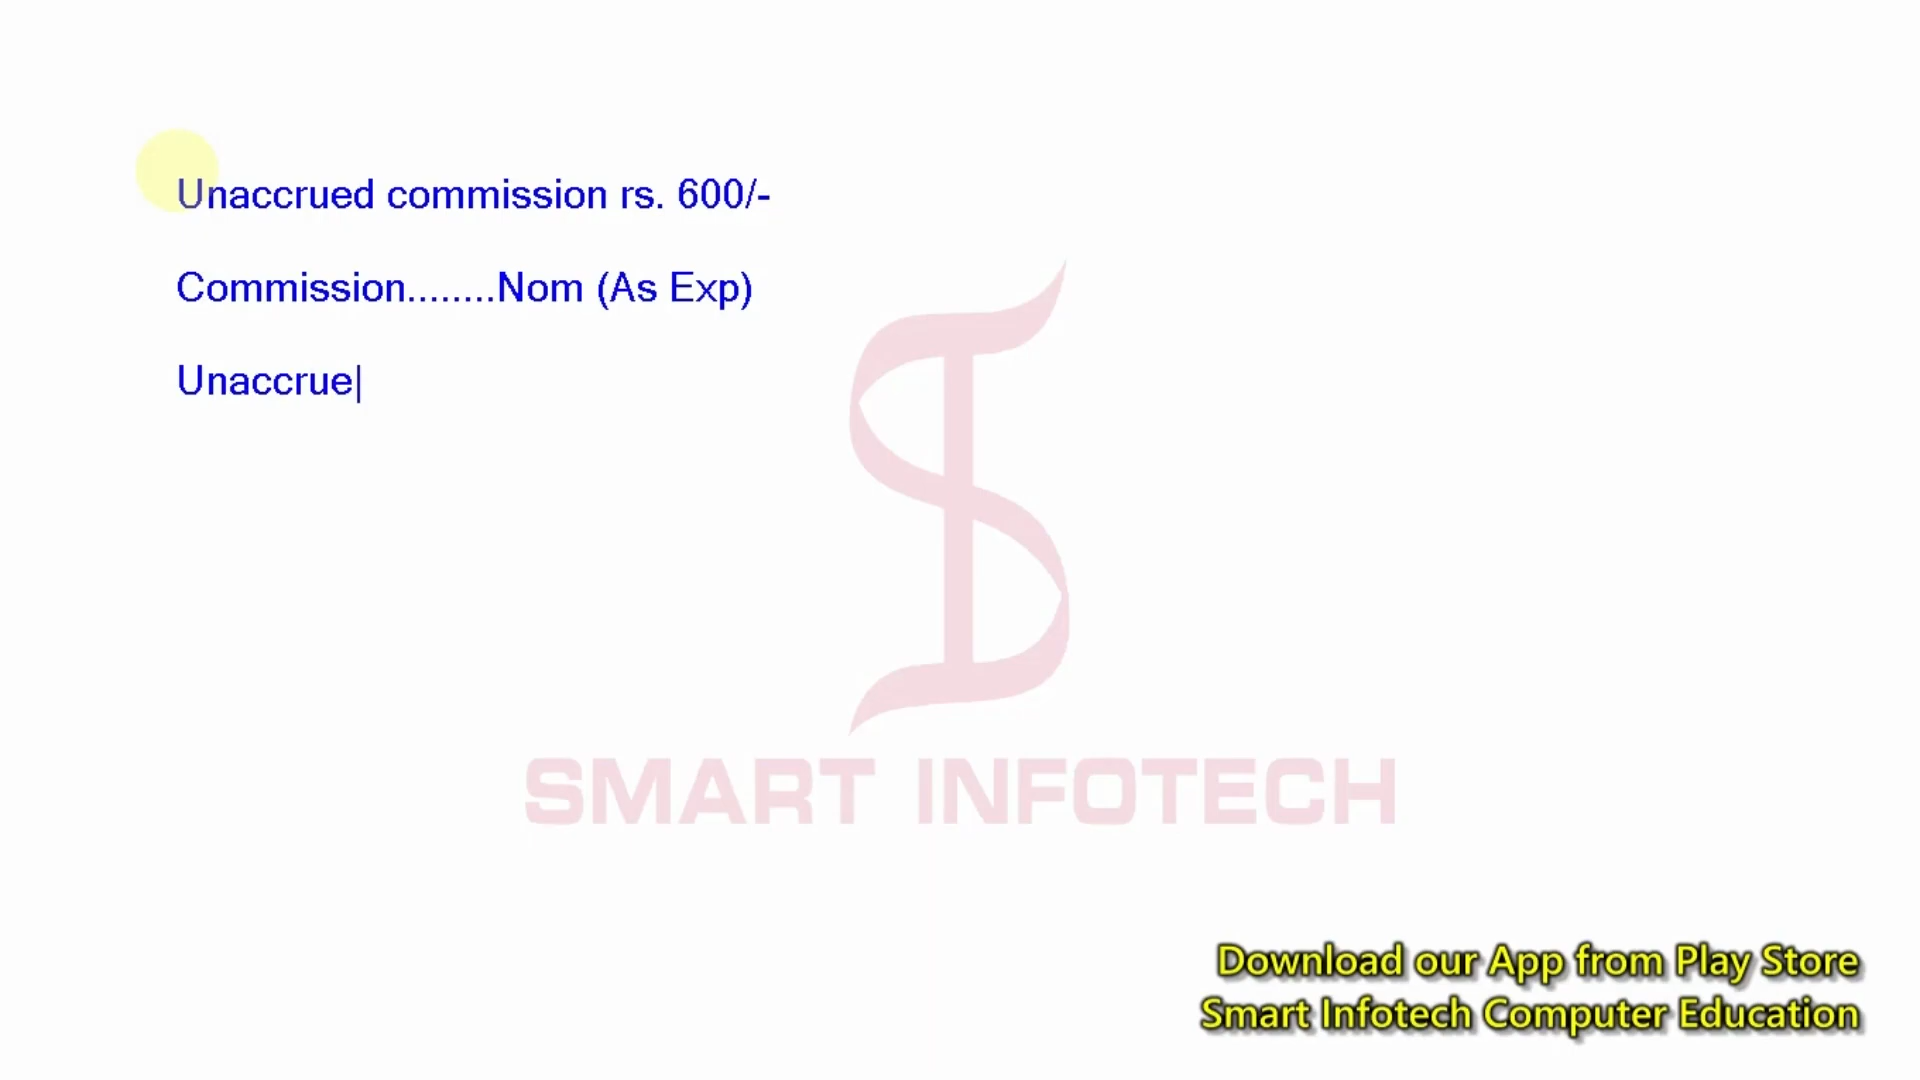 Unaccrued commission rs. 600/-
Commission........Nom (As Exp)
Unaccrue
SMART INFOTECH
Download our App from Play Store
Smart Infotech Computer Education